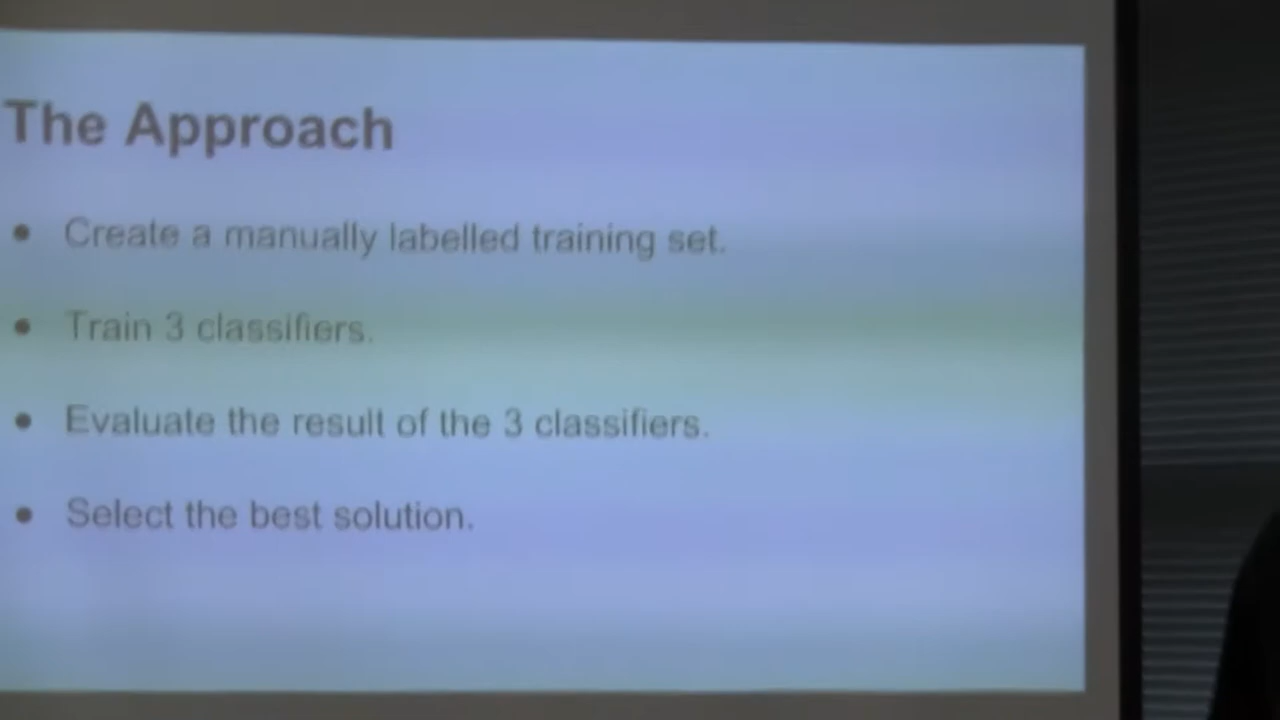 The Approach
• Create a manually labelled training set.
• Train 3 classifiers.
• Evaluate the result of the 3 classifiers.
• Select the best solution.